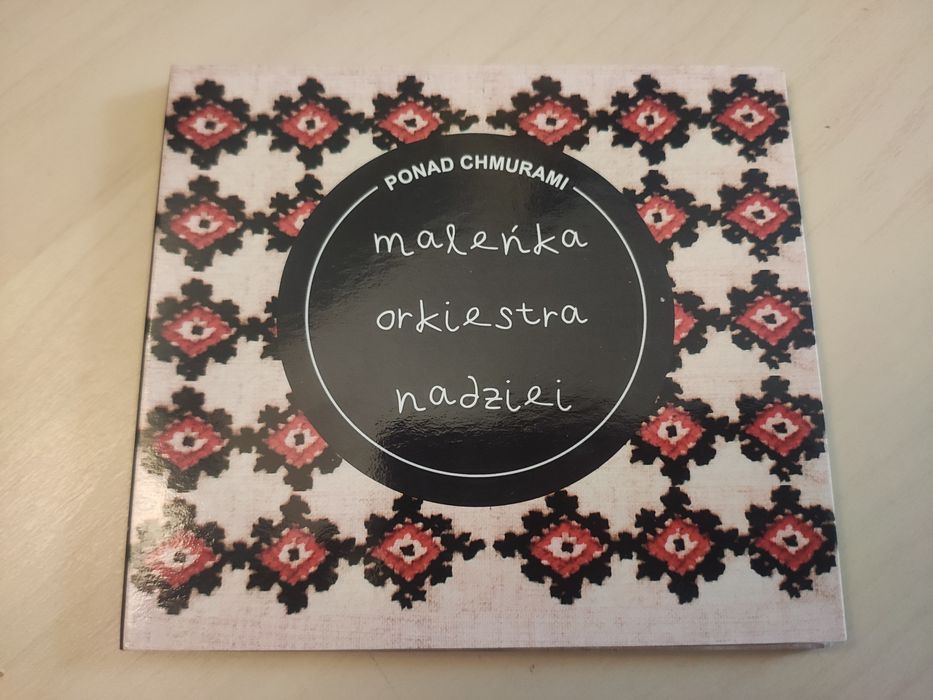 PONAD CHMURAMI
maleńka
orkiestra
nadziei